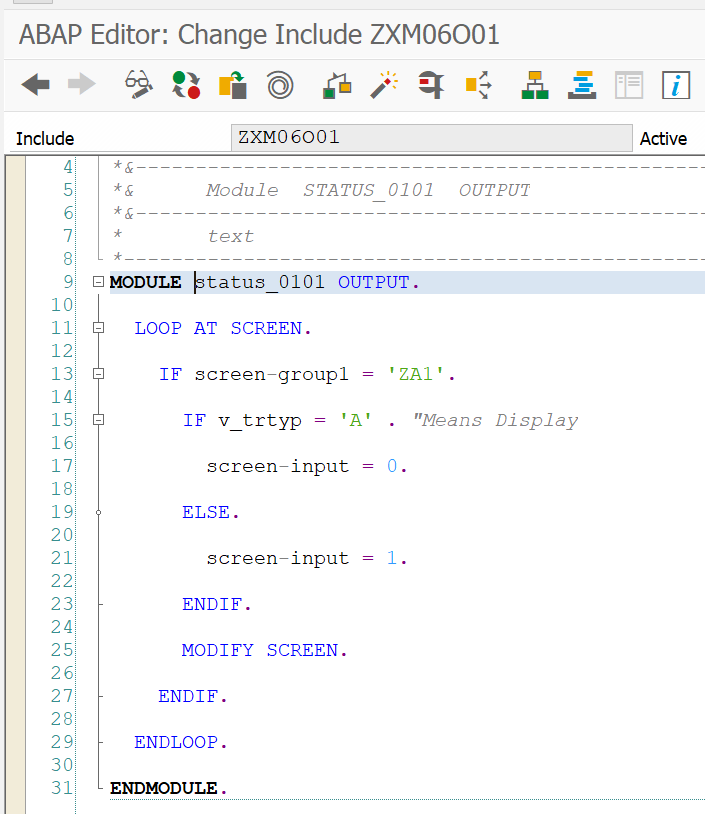 ABAP Editor: Change Include ZXM06O01
Include ZXM06O01 Active
4 *&---------------------------------------------------
5 *&      Module  STATUS_0101  OUTPUT
6 *&---------------------------------------------------
7 *       text
8 *----------------------------------------------------
9 MODULE status_0101 OUTPUT.
10
11   LOOP AT SCREEN.
12
13     IF screen-group1 = 'ZA1'.
14
15       IF v_trtyp = 'A' . "Means Display
16
17         screen-input = 0.
18
19       ELSE.
20
21         screen-input = 1.
22
23       ENDIF.
24
25       MODIFY SCREEN.
26
27     ENDIF.
28
29   ENDLOOP.
30
31 ENDMODULE.